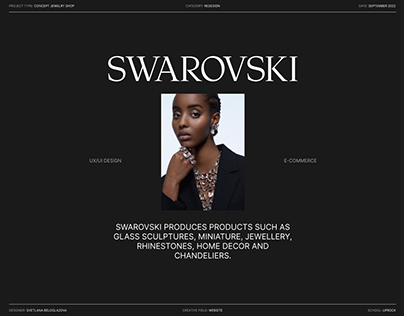 PROJECT TYPE: CONCEPT JEWELRY SHOP
CATEGORY: REDESIGN
DATE: SEPTEMBER 2022
SWAROVSKI
UX/UI DESIGN
E-COMMERCE
SWAROVSKI PRODUCES PRODUCTS SUCH AS
GLASS SCULPTURES, MINIATURE, JEWELLERY,
RHINESTONES, HOME DECOR AND
CHANDELIERS.
DESIGNER: SVETLANA BELOGLAZOVA
CREATIVE FIELD: WEBSITE
SCHOOL: UPROCK